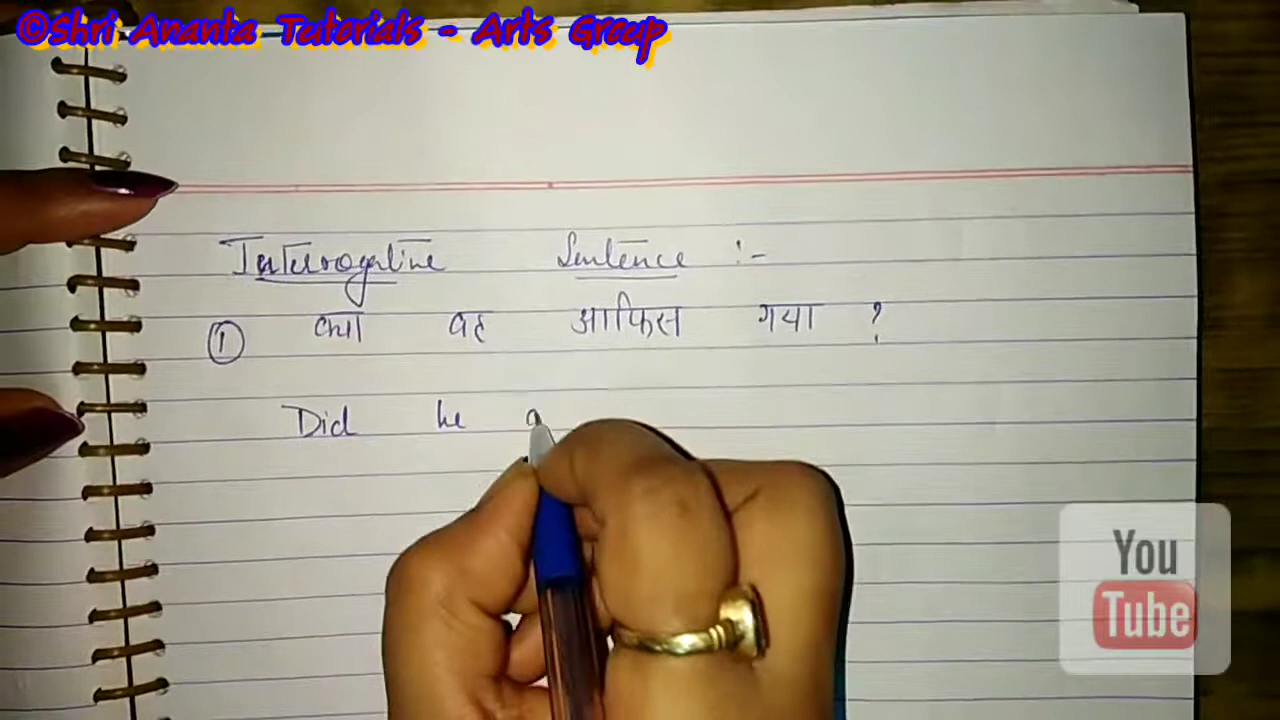 ©Shri Ananta Tutorials - Arts Group
Interrogative Sentence :-
① क्या वह आफिस गया ?
Did he
You
Tube